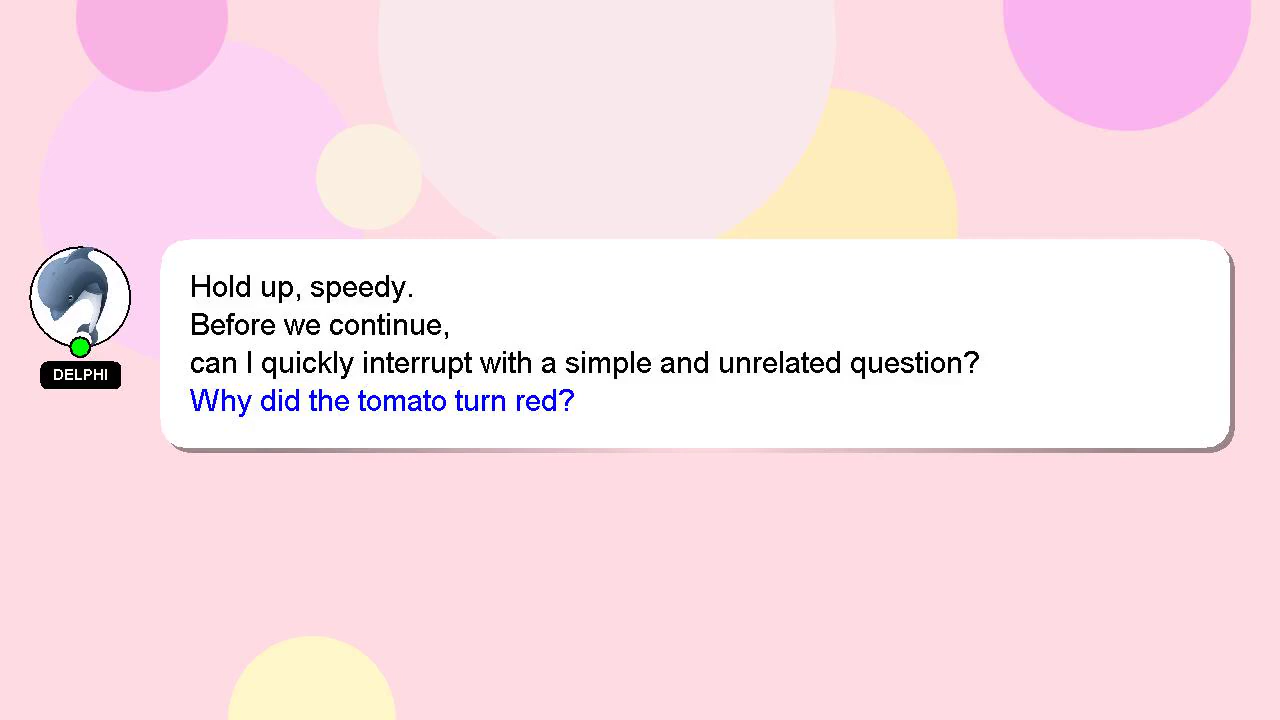 Hold up, speedy.
Before we continue,
can I quickly interrupt with a simple and unrelated question?
Why did the tomato turn red?
DELPHI